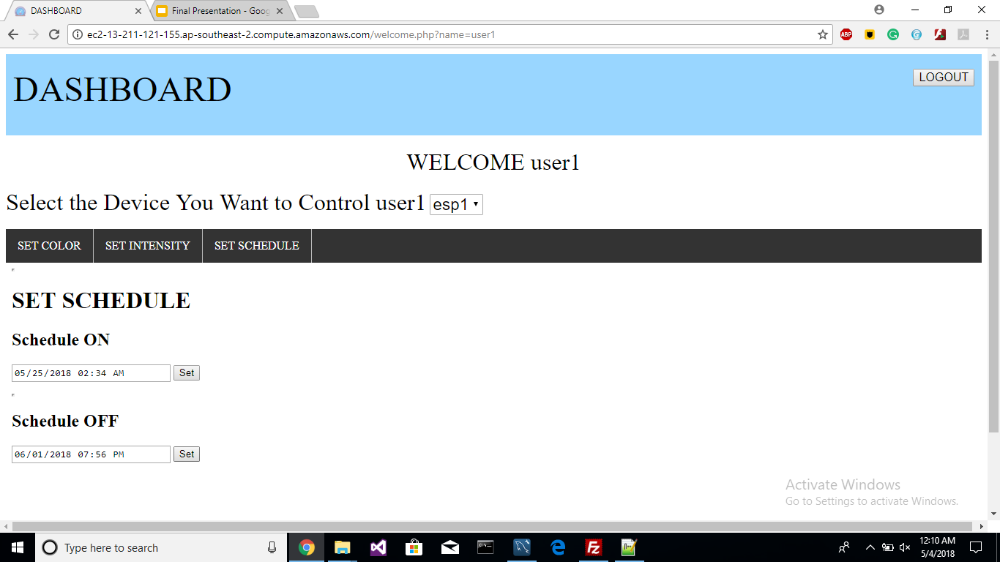 DASHBOARD
Final Presentation - Goog
ec2-13-211-121-155.ap-southeast-2.compute.amazonaws.com/welcome.php?name=user1
ABP
DASHBOARD
LOGOUT
WELCOME user1
Select the Device You Want to Control user1 esp1
SET COLOR SET INTENSITY SET SCHEDULE
SET SCHEDULE
Schedule ON
05/25/2018 02:34 AM Set
Schedule OFF
06/01/2018 07:56 PM Set
Activate Windows
Go to Settings to activate Windows.
Type here to search
12:10 AM
5/4/2018